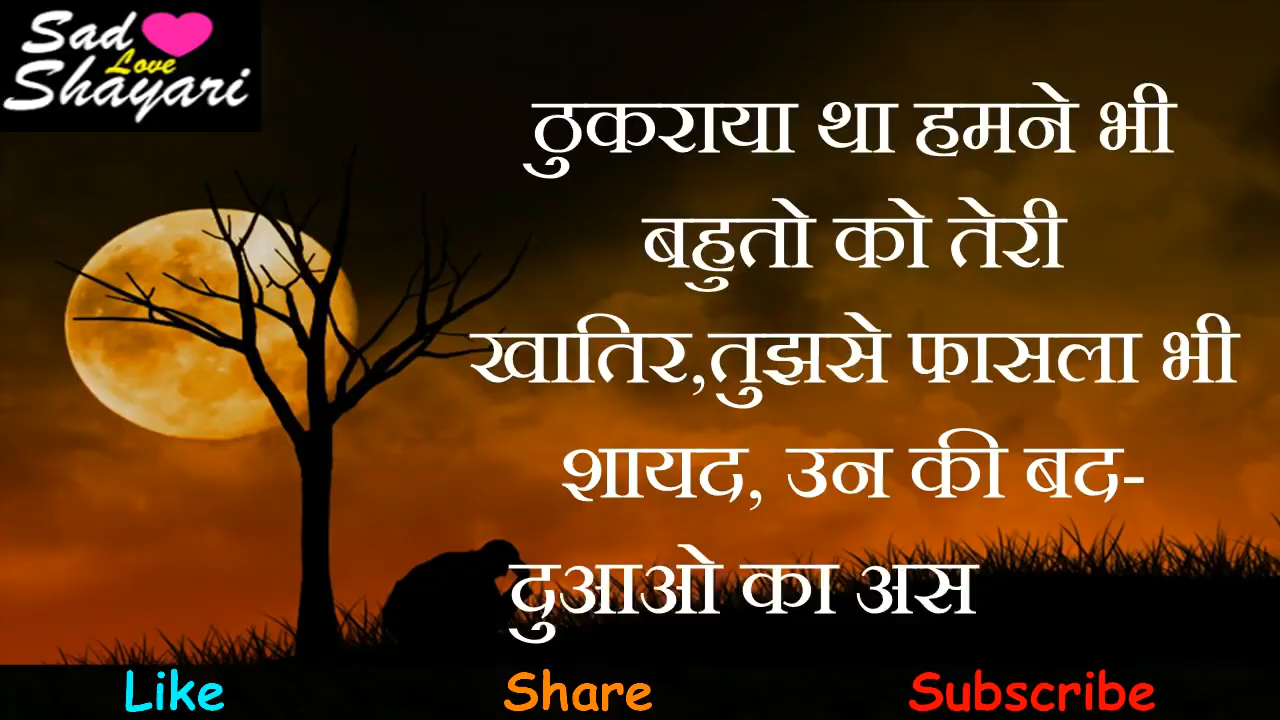 Sad
Love
Shayari
ठुकराया था हमने भी
बहुतो को तेरी
खातिर,तुझसे फासला भी
शायद, उन की बद-
दुआओ का अस
Like
Share
Subscribe